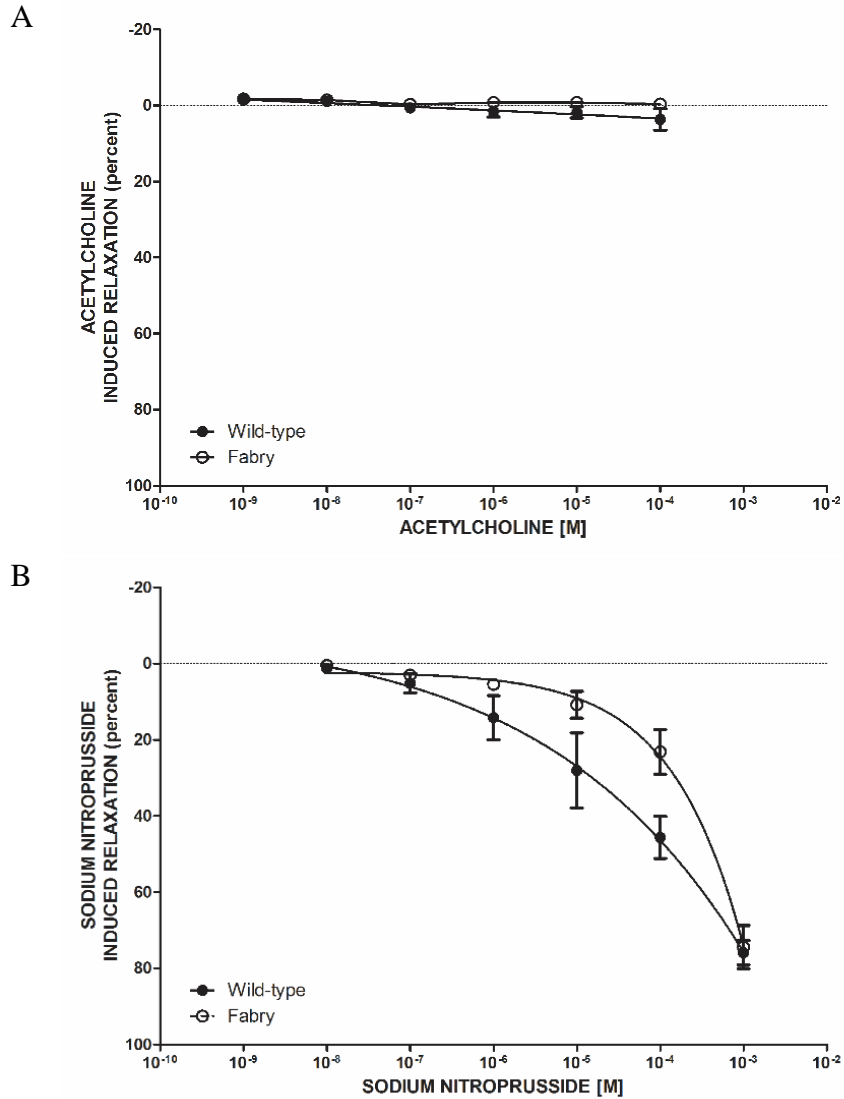 A
ACETYLCHOLINE
INDUCED RELAXATION (percent)
-20
0
20
40
60
80
100
Wild-type
Fabry
10⁻¹⁰ 10⁻⁹ 10⁻⁸ 10⁻⁷ 10⁻⁶ 10⁻⁵ 10⁻⁴ 10⁻³ 10⁻²
ACETYLCHOLINE [M]
B
SODIUM NITROPRUSSIDE
INDUCED RELAXATION (percent)
-20
0
20
40
60
80
100
Wild-type
Fabry
10⁻¹⁰ 10⁻⁹ 10⁻⁸ 10⁻⁷ 10⁻⁶ 10⁻⁵ 10⁻⁴ 10⁻³ 10⁻²
SODIUM NITROPRUSSIDE [M]